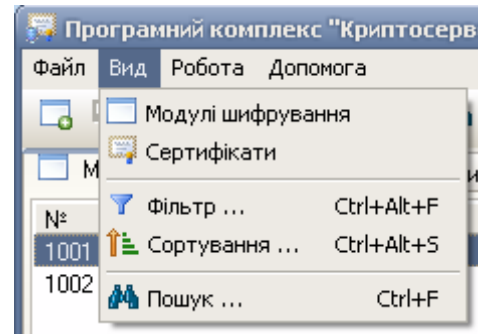 Програмний комплекс "Криптосерв
Файл Вид Робота Допомога
Модулі шифрування
Сертифікати
Фільтр ... Ctrl+Alt+F
Сортування ... Ctrl+Alt+S
Пошук ... Ctrl+F
М
№
1001
1002